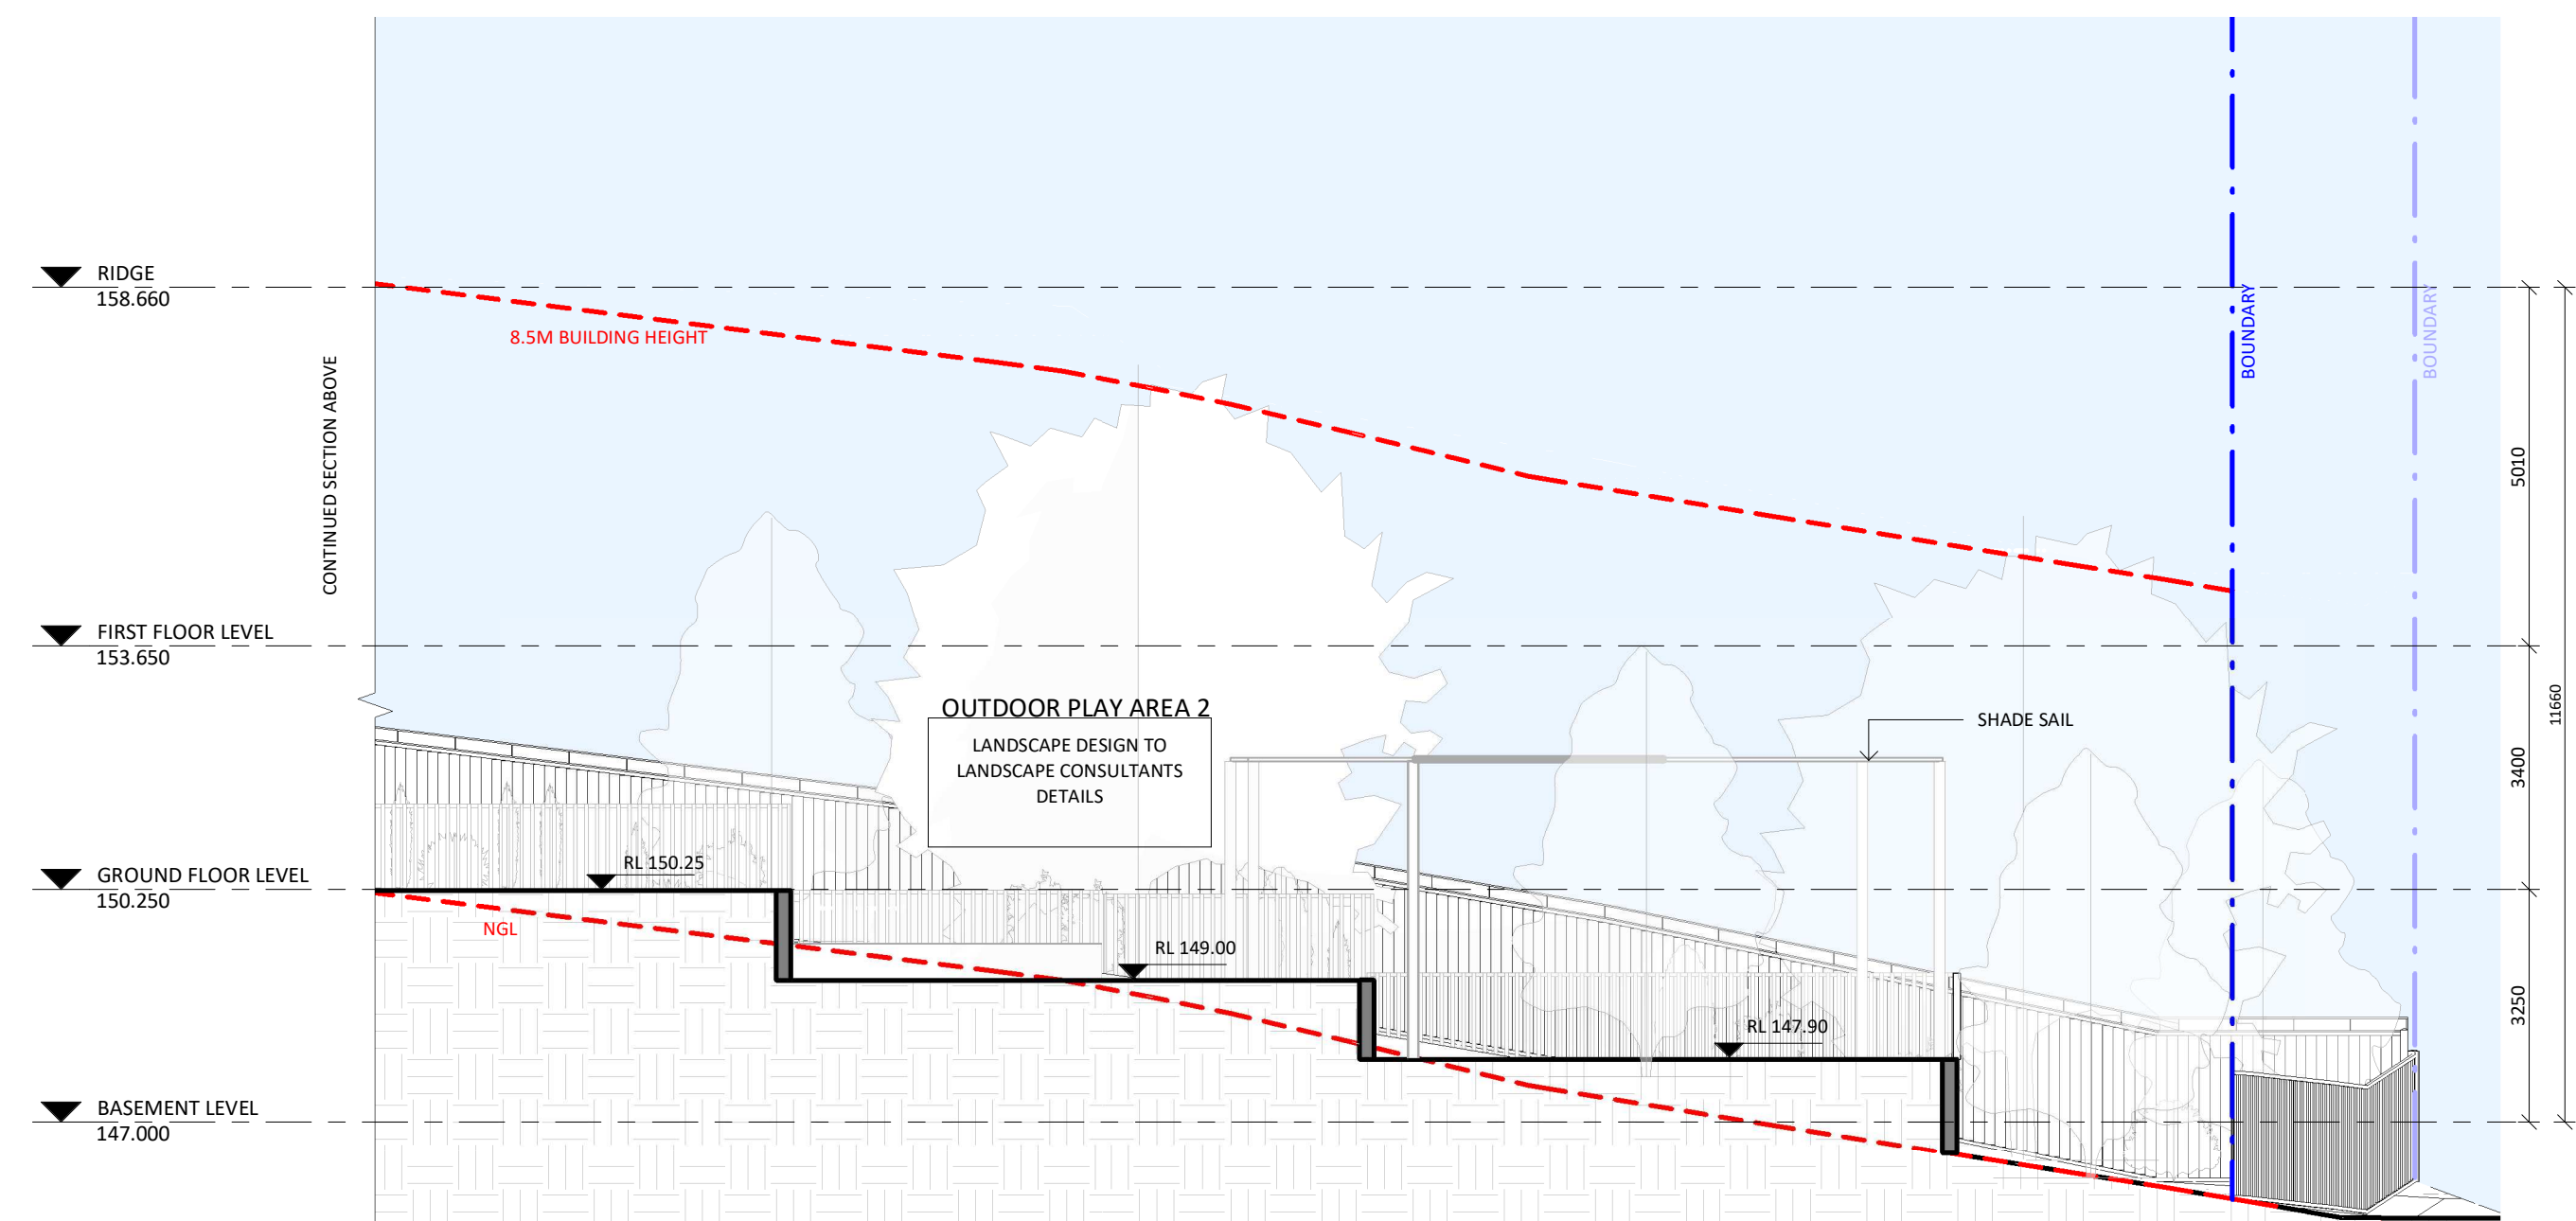 RIDGE
158.660
8.5M BUILDING HEIGHT
CONTINUED SECTION ABOVE
BOUNDARY
BOUNDARY
5010
11660
FIRST FLOOR LEVEL
153.650
OUTDOOR PLAY AREA 2
LANDSCAPE DESIGN TO
LANDSCAPE CONSULTANTS
DETAILS
SHADE SAIL
3400
RL 150.25
GROUND FLOOR LEVEL
150.250
NGL
RL 149.00
RL 147.90
3250
BASEMENT LEVEL
147.000